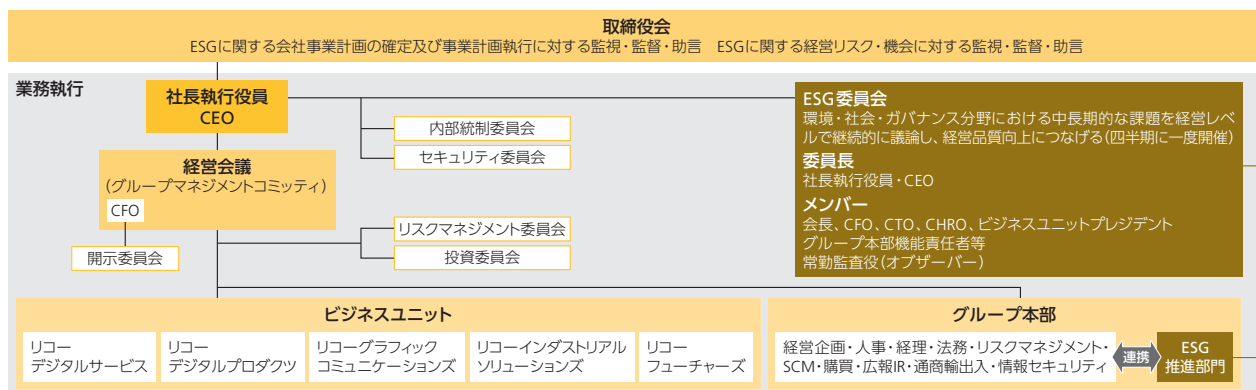 取締役会
ESGに関する会社事業計画の確定及び事業計画執行に対する監視・監督・助言　ESGに関する経営リスク・機会に対する監視・監督・助言
業務執行
社長執行役員
CEO
内部統制委員会
セキュリティ委員会
経営会議
(グループマネジメントコミッティ)
CFO
開示委員会
リスクマネジメント委員会
投資委員会
ESG委員会
環境・社会・ガバナンス分野における中長期的な課題を経営レベ
ルで継続的に議論し、経営品質向上につなげる(四半期に一度開催)
委員長
社長執行役員・CEO
メンバー
会長、CFO、CTO、CHRO、ビジネスユニットプレジデント
グループ本部機能責任者等
常勤監査役(オブザーバー)
ビジネスユニット
リコー
デジタルサービス
リコー
デジタルプロダクツ
リコーグラフィック
コミュニケーションズ
リコーインダストリアル
ソリューションズ
リコー
フューチャーズ
グループ本部
経営企画・人事・経理・法務・リスクマネジメント・
SCM・購買・広報IR・通商輸出入・情報セキュリティ
連携
ESG
推進部門